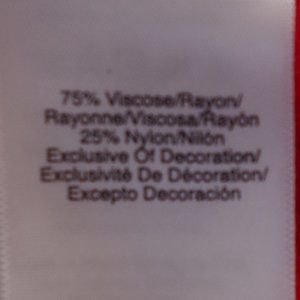 75% Viscose/Rayon/
Rayonne/Viscosa/Rayón
25% Nylon/Nilón
Exclusive Of Decoration/
Exclusivité De Décoration/
Excepto Decoración